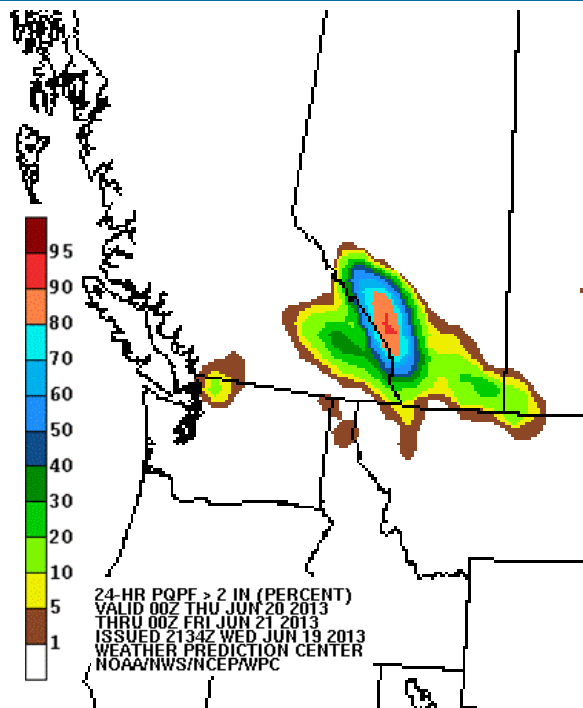 95
90
80
70
60
50
40
30
20
10
5
1
24-HR PQPF > 2 IN (PERCENT)
VALID 00Z THU JUN 20 2013
THRU 00Z FRI JUN 21 2013
ISSUED 2134Z WED JUN 19 2013
WEATHER PREDICTION CENTER
NOAA/NWS/NCEP/WPC